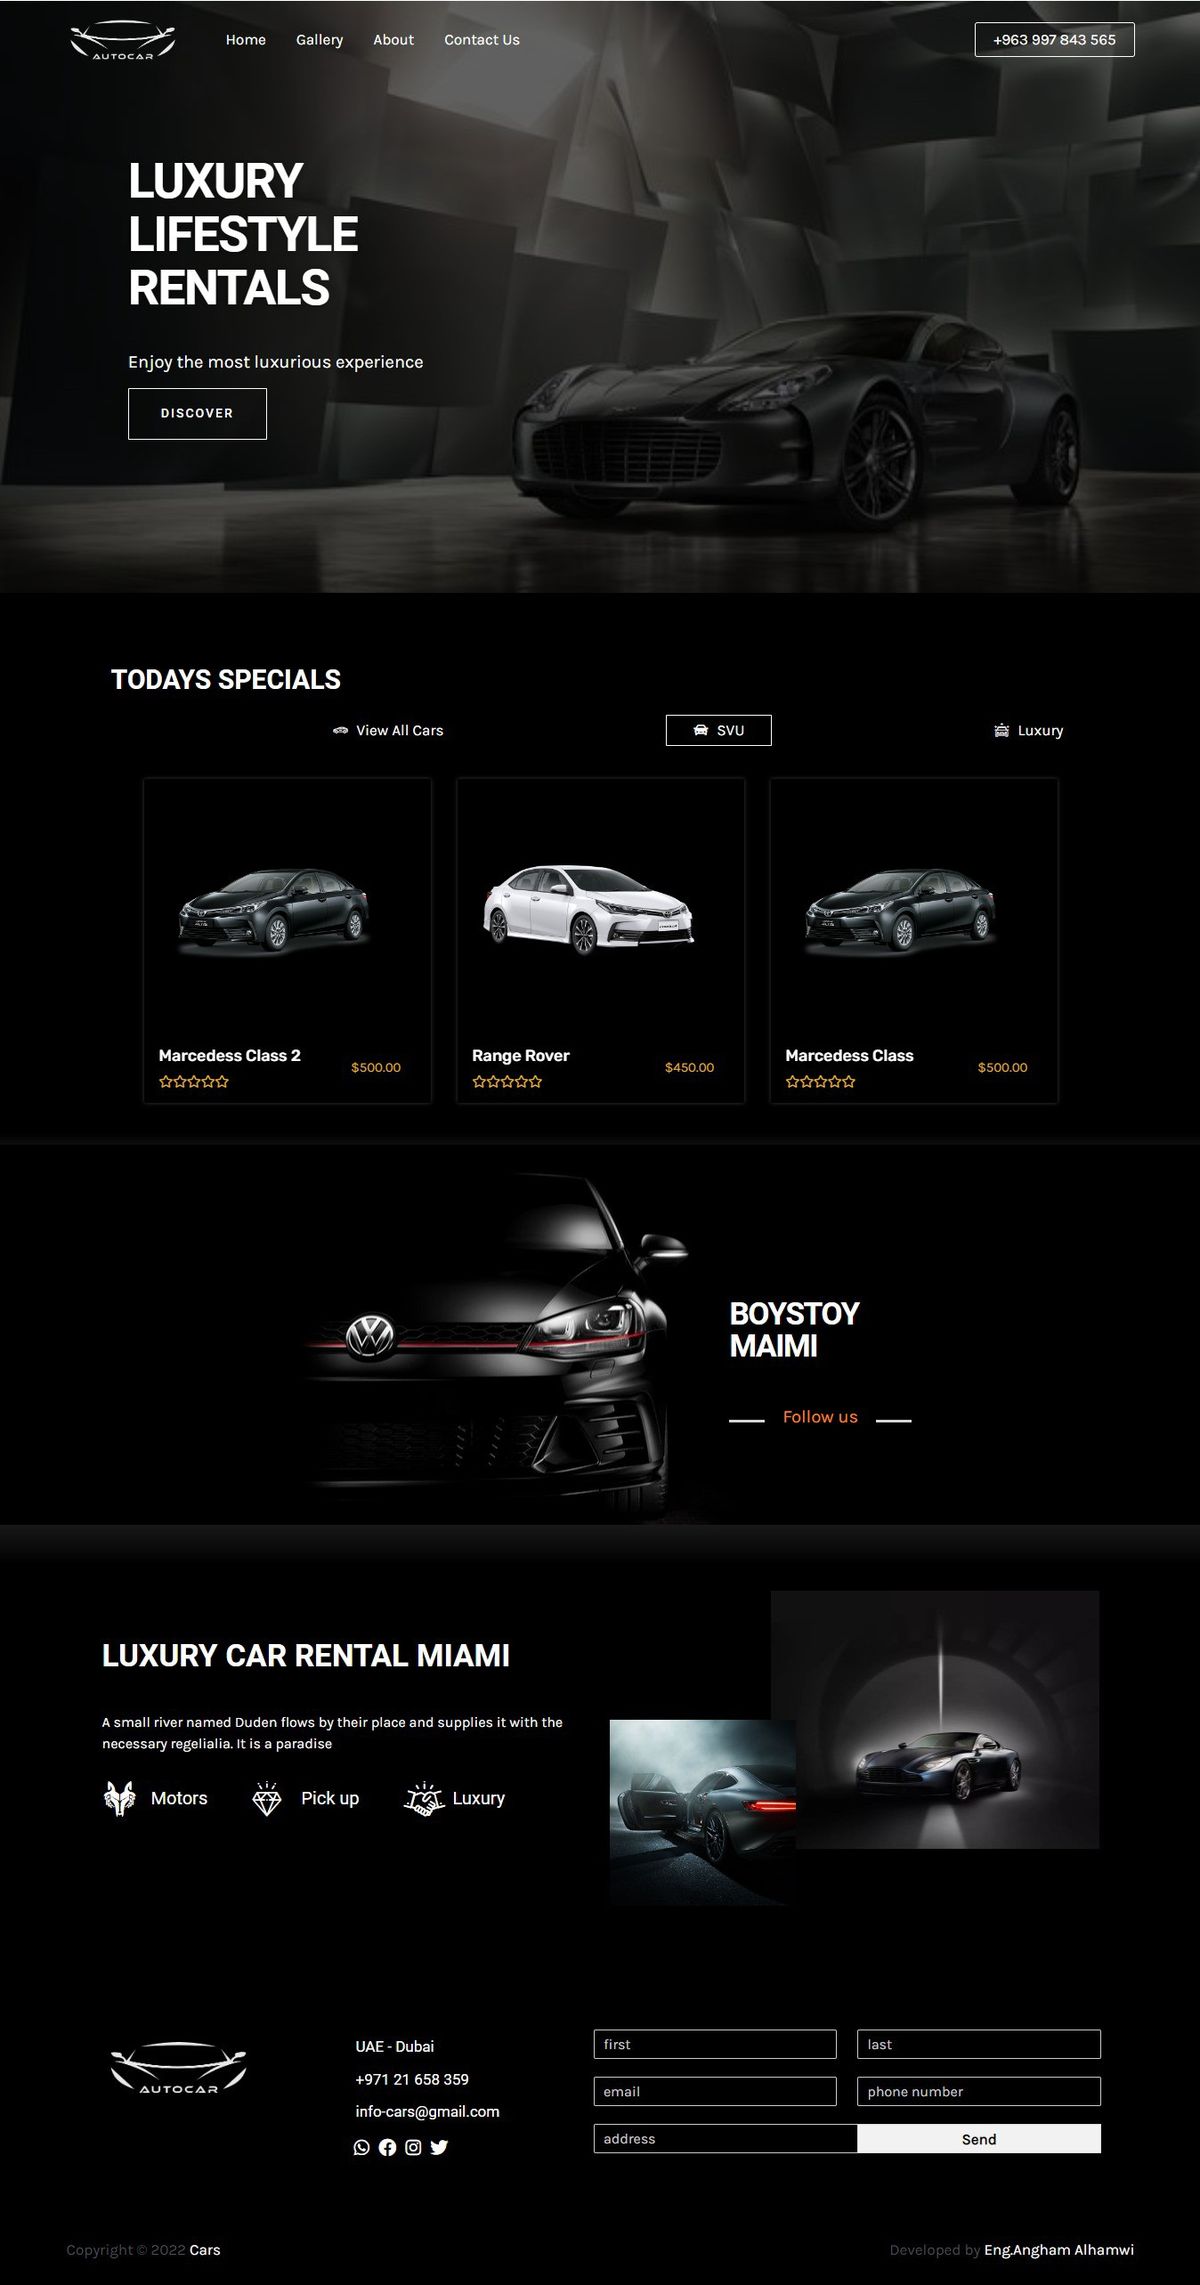 AUTOCAR
Home Gallery About Contact Us
+963 997 843 565
LUXURY
LIFESTYLE
RENTALS
Enjoy the most luxurious experience
DISCOVER
TODAYS SPECIALS
View All Cars SVU Luxury
Marcedess Class 2
$500.00
Range Rover
$450.00
Marcedess Class
$500.00
BOYSTOY
MAIMI
Follow us
LUXURY CAR RENTAL MIAMI
A small river named Duden flows by their place and supplies it with the
necessary regelialia. It is a paradise
Motors Pick up Luxury
AUTOCAR
UAE - Dubai
+971 21 658 359
info-cars@gmail.com
first last
email phone number
address Send
Copyright © 2022 Cars
Developed by Eng.Angham Alhamwi